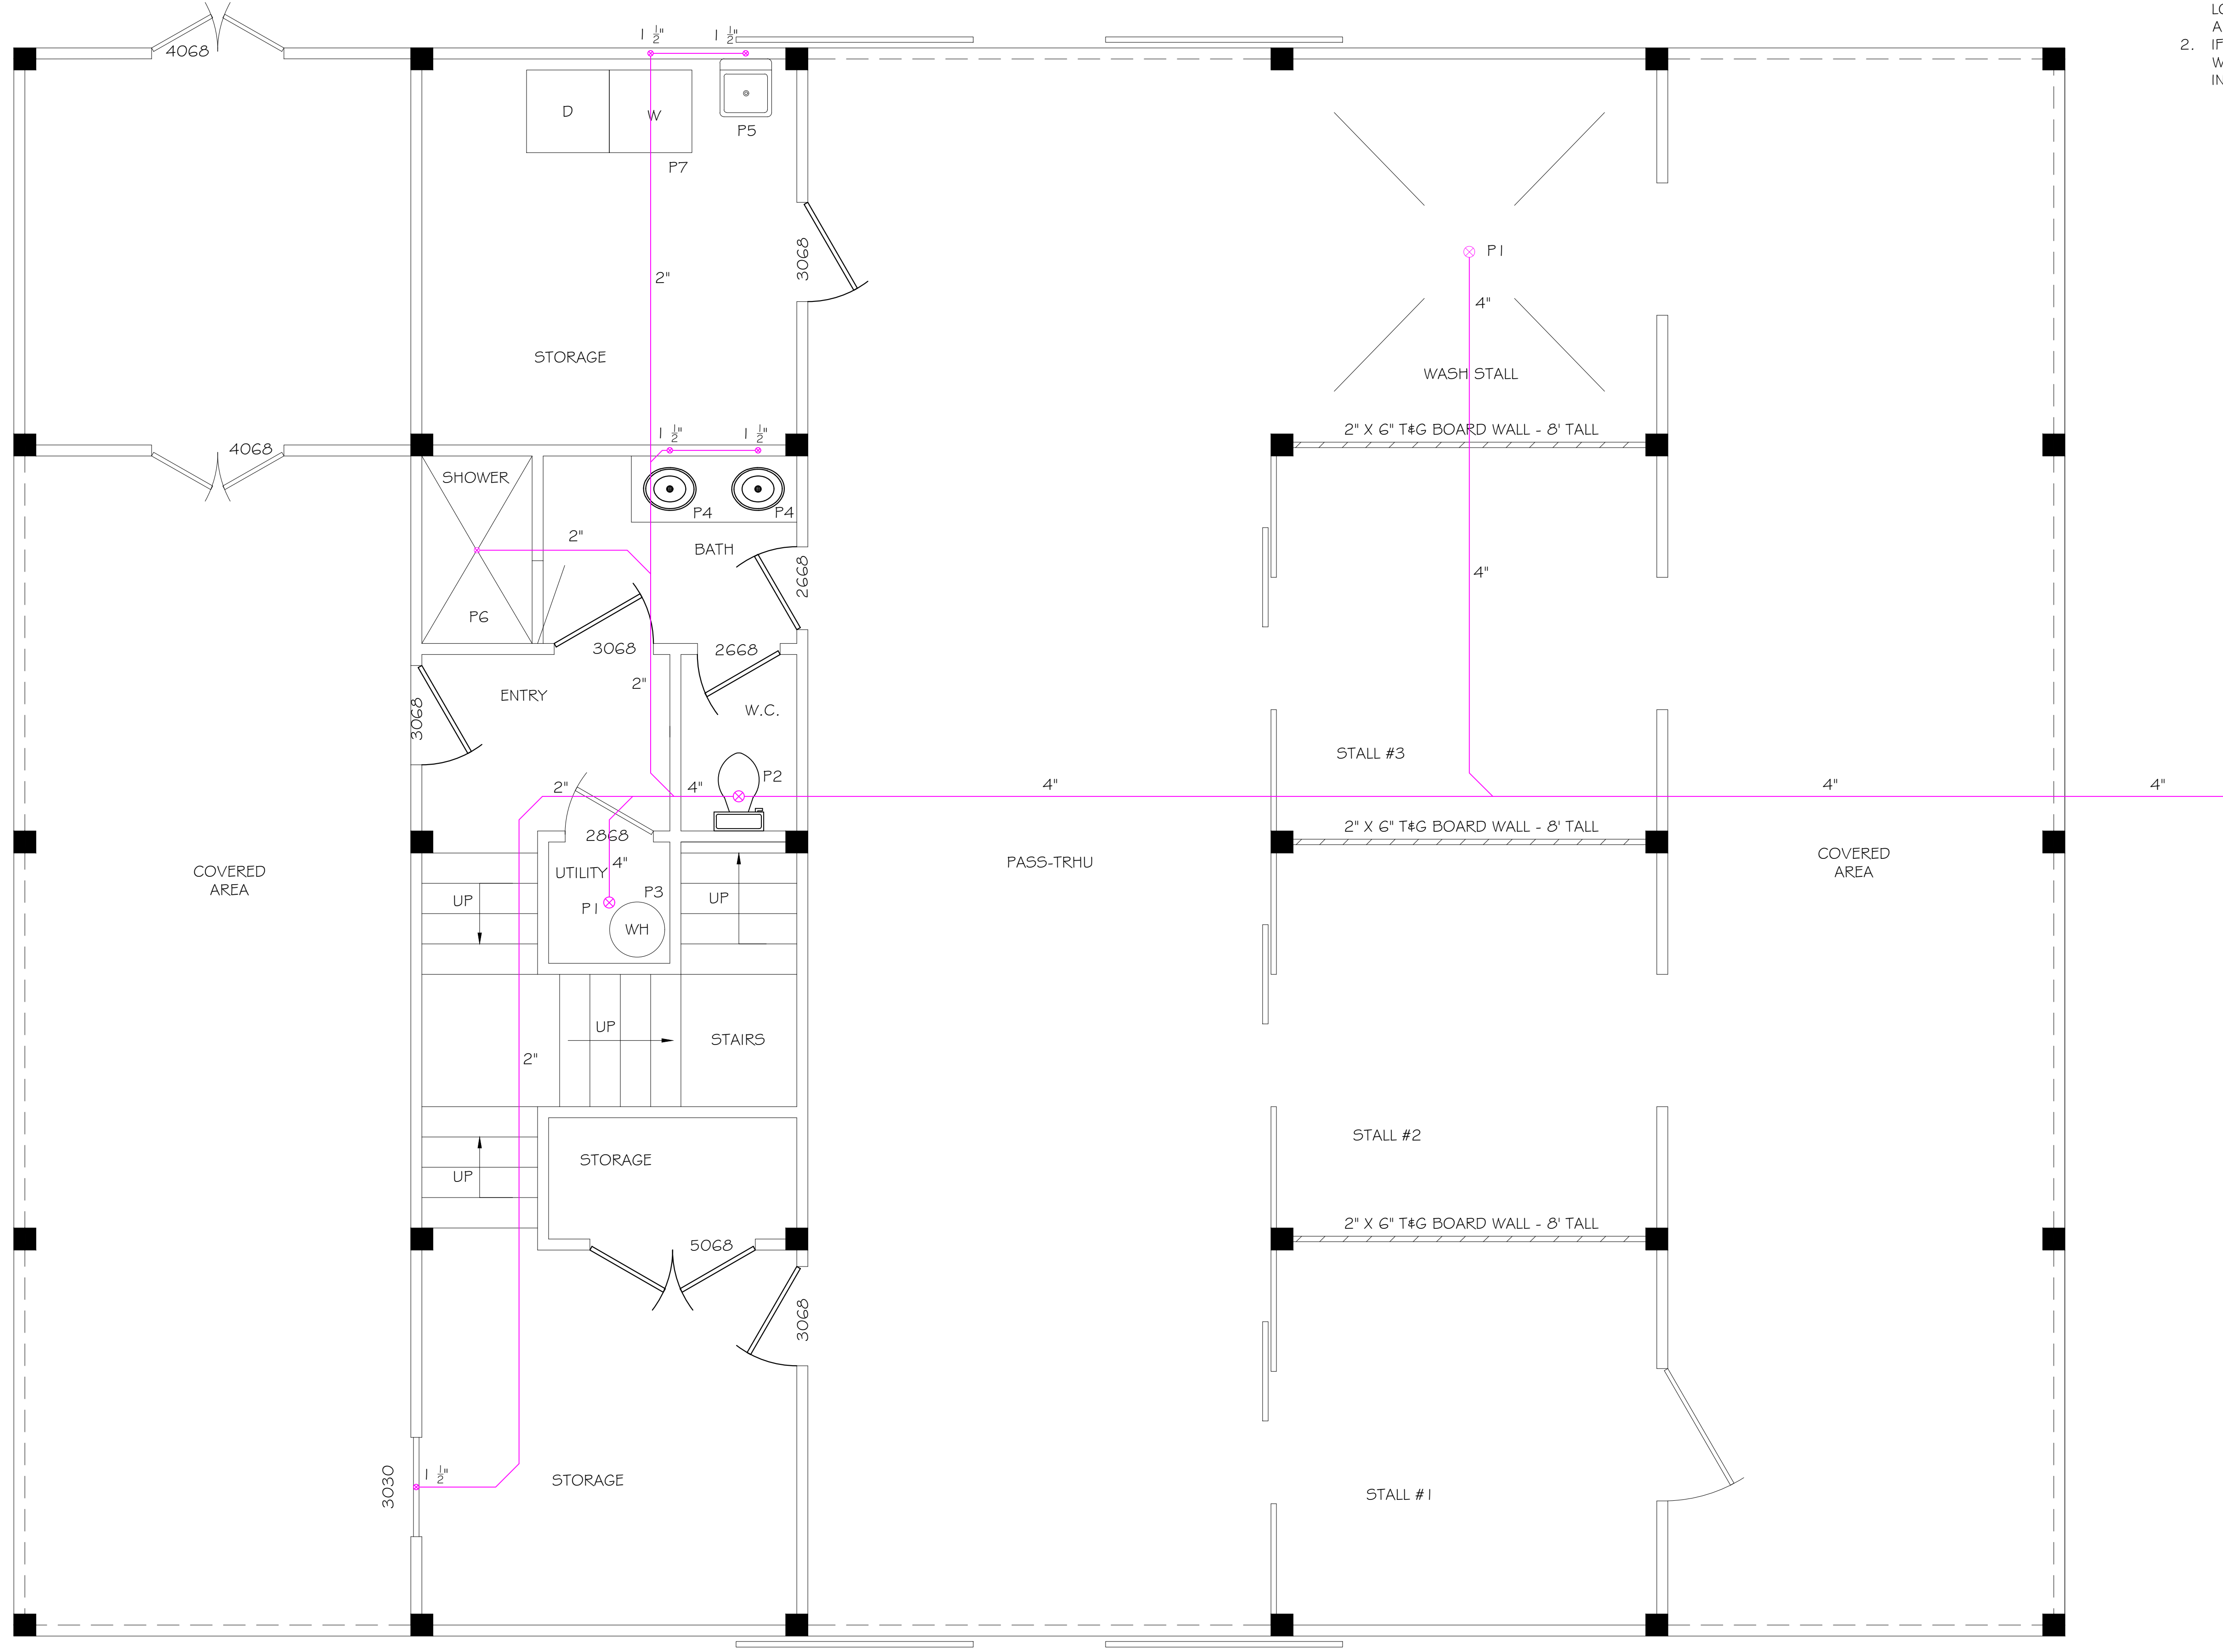 LO
A
2. IF
W
IN
4068
1 1/2"
1 1/2"
D
W
P5
P7
3068
2"
P1
4"
STORAGE
WASH STALL
4068
1 1/2"
1 1/2"
2" X 6" T&G BOARD WALL - 8' TALL
SHOWER
P4
P4
2"
BATH
2668
4"
P6
3068
2668
2"
ENTRY
3068
W.C.
STALL #3
P2
2"
4"
4"
4"
4"
2868
2" X 6" T&G BOARD WALL - 8' TALL
4"
PASS-TRHU
COVERED
AREA
COVERED
AREA
UTILITY
P3
P1
UP
UP
WH
UP
STAIRS
2"
STALL #2
STORAGE
UP
2" X 6" T&G BOARD WALL - 8' TALL
5068
3068
1 1/2"
3030
STORAGE
STALL #1